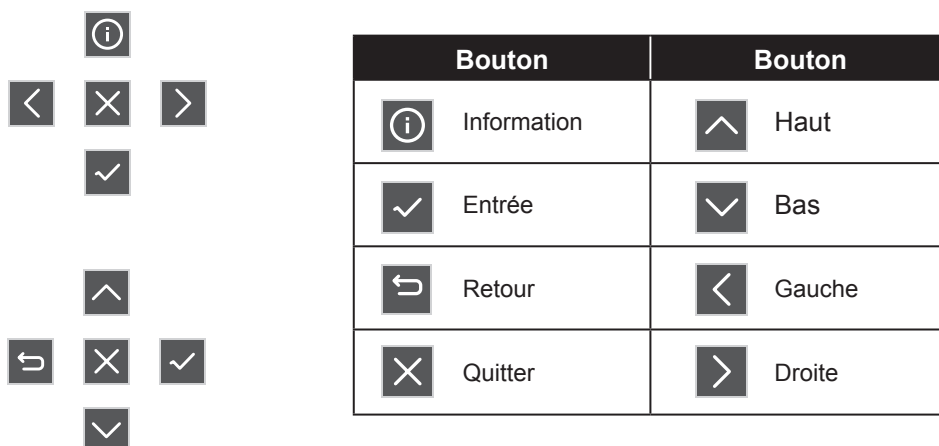 Bouton Bouton
Information Haut
Entrée Bas
Retour Gauche
Quitter Droite